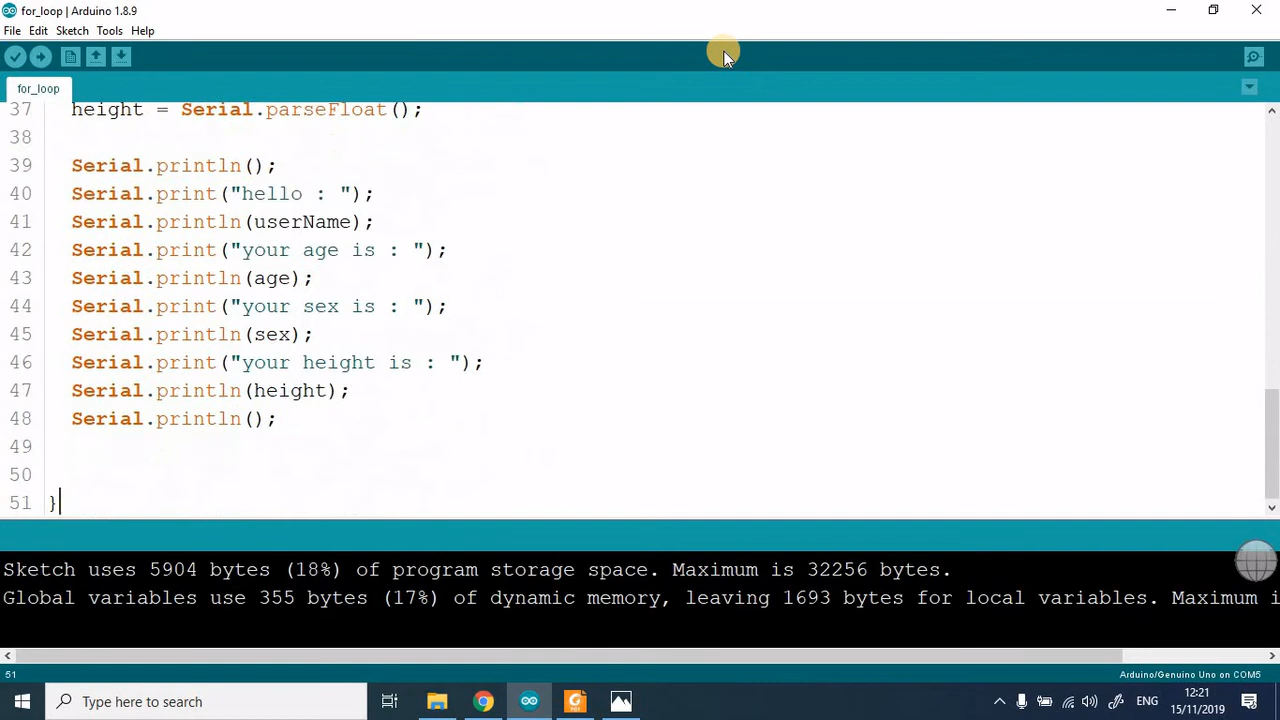 for_loop | Arduino 1.8.9
File Edit Sketch Tools Help
for_loop
37 height = Serial.parseFloat();
38
39 Serial.println();
40 Serial.print("hello : ");
41 Serial.println(userName);
42 Serial.print("your age is : ");
43 Serial.println(age);
44 Serial.print("your sex is : ");
45 Serial.println(sex);
46 Serial.print("your height is : ");
47 Serial.println(height);
48 Serial.println();
49
50
51 }
Sketch uses 5904 bytes (18%) of program storage space. Maximum is 32256 bytes.
Global variables use 355 bytes (17%) of dynamic memory, leaving 1693 bytes for local variables. Maximum i
51 Arduino/Genuino Uno on COM5
Type here to search ENG 12:21
15/11/2019